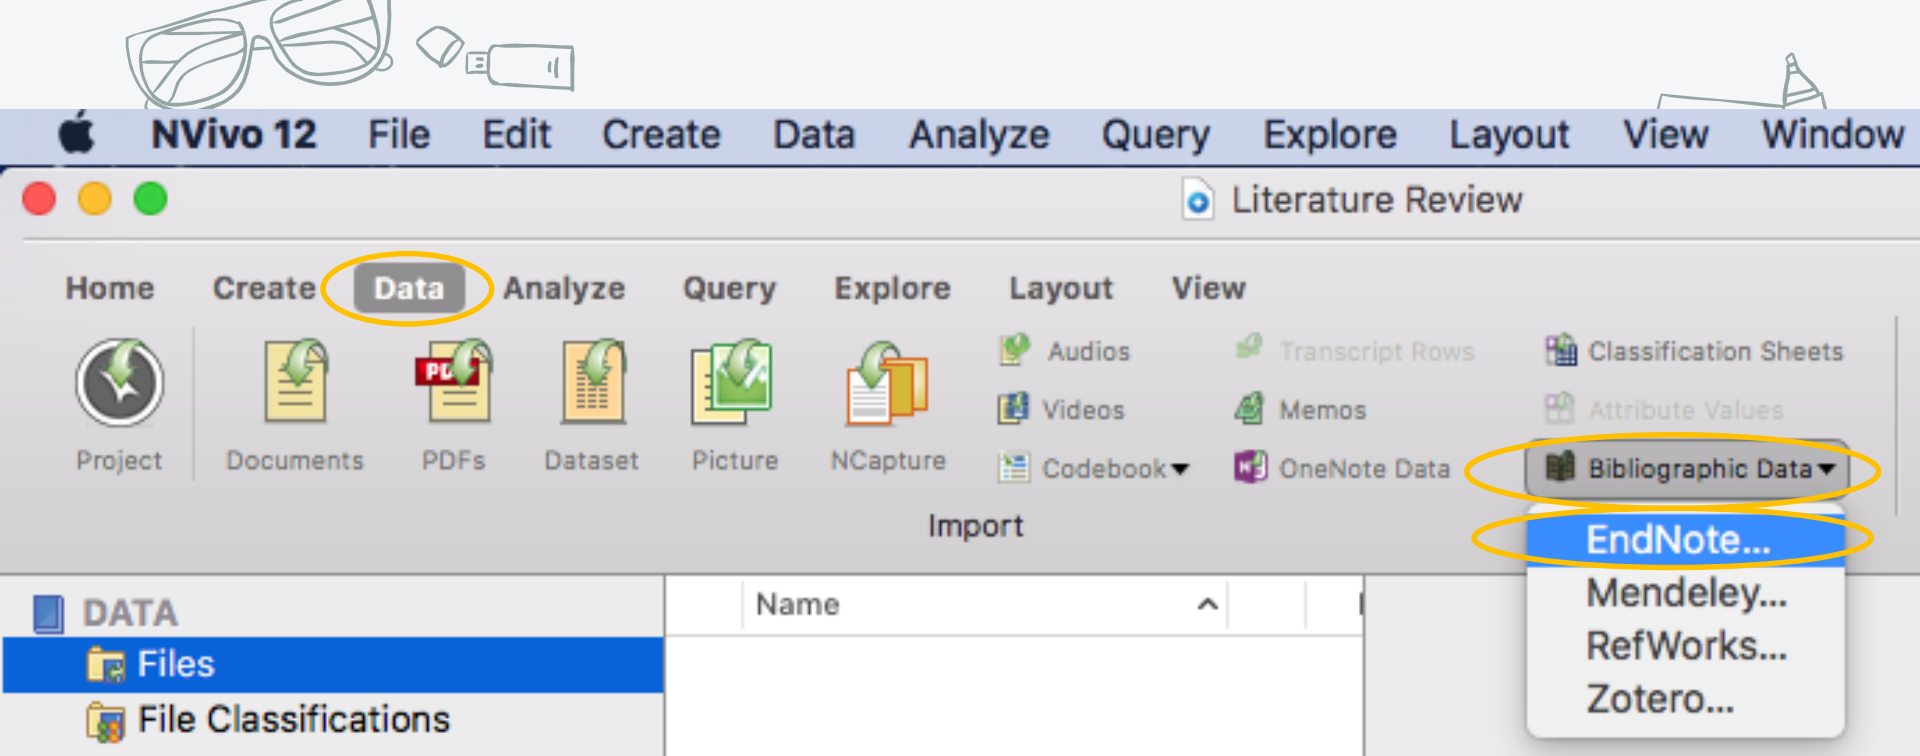 NVivo 12 File Edit Create Data Analyze Query Explore Layout View Window
Literature Review
Home Create Data Analyze Query Explore Layout View
Audios Transcript Rows Classification Sheets
Videos Memos Attribute Values
Project Documents PDFs Dataset Picture NCapture Codebook OneNote Data Bibliographic Data
Import
EndNote...
Mendeley...
RefWorks...
Zotero...
DATA
Name
Files
File Classifications